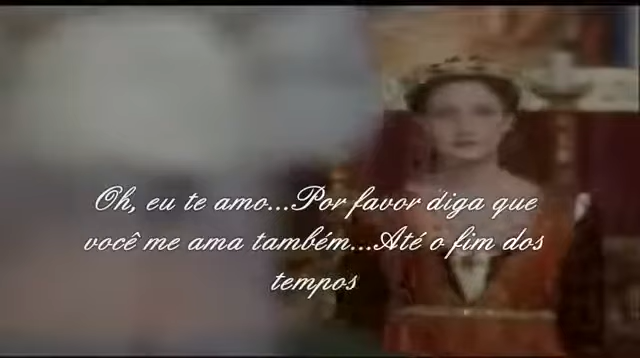 Oh, eu te amo...Por favor diga que
você me ama também...Até o fim dos
tempos